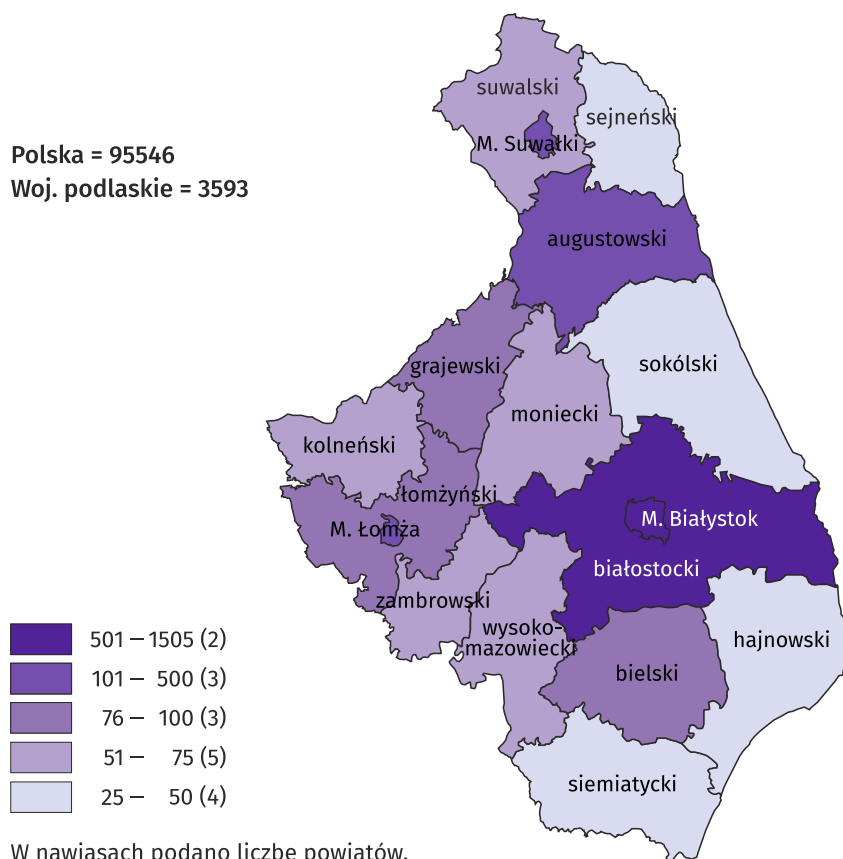 suwalski
sejneński
M. Suwałki
Polska = 95546
Woj. podlaskie = 3593
augustowski
grajewski
sokólski
moniecki
kolneński
łomżyński
M. Łomża
M. Białystok
białostocki
zambrowski
wysoko-
mazowiecki
hajnowski
bielski
siemiatycki
501 – 1505 (2)
101 – 500 (3)
76 – 100 (3)
51 – 75 (5)
25 – 50 (4)
W nawiasach podano liczbę powiatów.